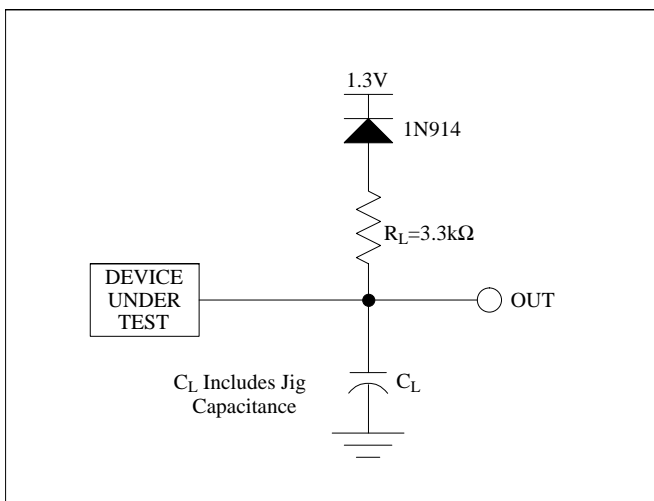 1.3V
1N914
R_L=3.3kΩ
DEVICE
UNDER
TEST
OUT
C_L Includes Jig
Capacitance
C_L